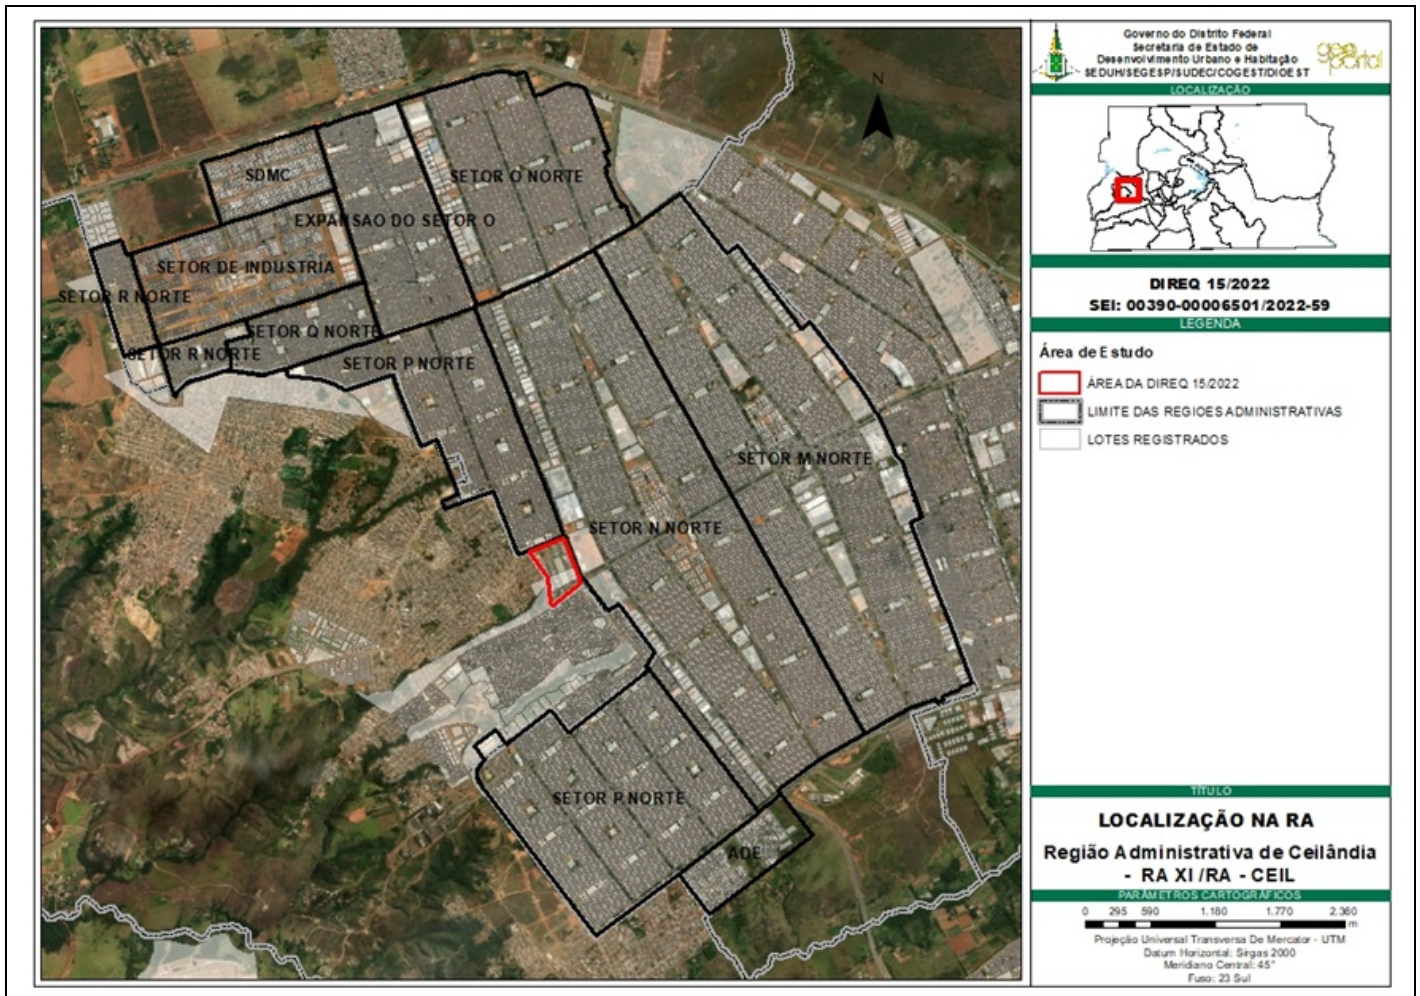 SDMC
SETOR O NORTE
EXPANSAO DO SETOR O
SETOR DE INDUSTRIA
SETOR R NORTE
SETOR Q NORTE
SETOR R NORTE
SETOR P NORTE
SETOR M NORTE
SETOR N NORTE
SETOR P NORTE
ADE
N
Governo do Distrito Federal
Secretaria de Estado de
Desenvolvimento Urbano e Habitação
SEDUH/SEGESP/SUDEC/COGEST/DIOEST
geo
portal
LOCALIZAÇÃO
DIREQ 15/2022
SEI: 00390-00006501/2022-59
LEGENDA
Área de Estudo
ÁREA DA DIREQ 15/2022
LIMITE DAS REGIOES ADMINISTRATIVAS
LOTES REGISTRADOS
TÍTULO
LOCALIZAÇÃO NA RA
Região Administrativa de Ceilândia
- RA XI /RA - CEIL
PARÂMETROS CARTOGRÁFICOS
0 295 590 1.180 1.770 2.360
m
Projeção Universal Transversa De Mercator - UTM
Datum Horizontal: Sirgas 2000
Meridiano Central: 45°
Fuso: 23 Sul